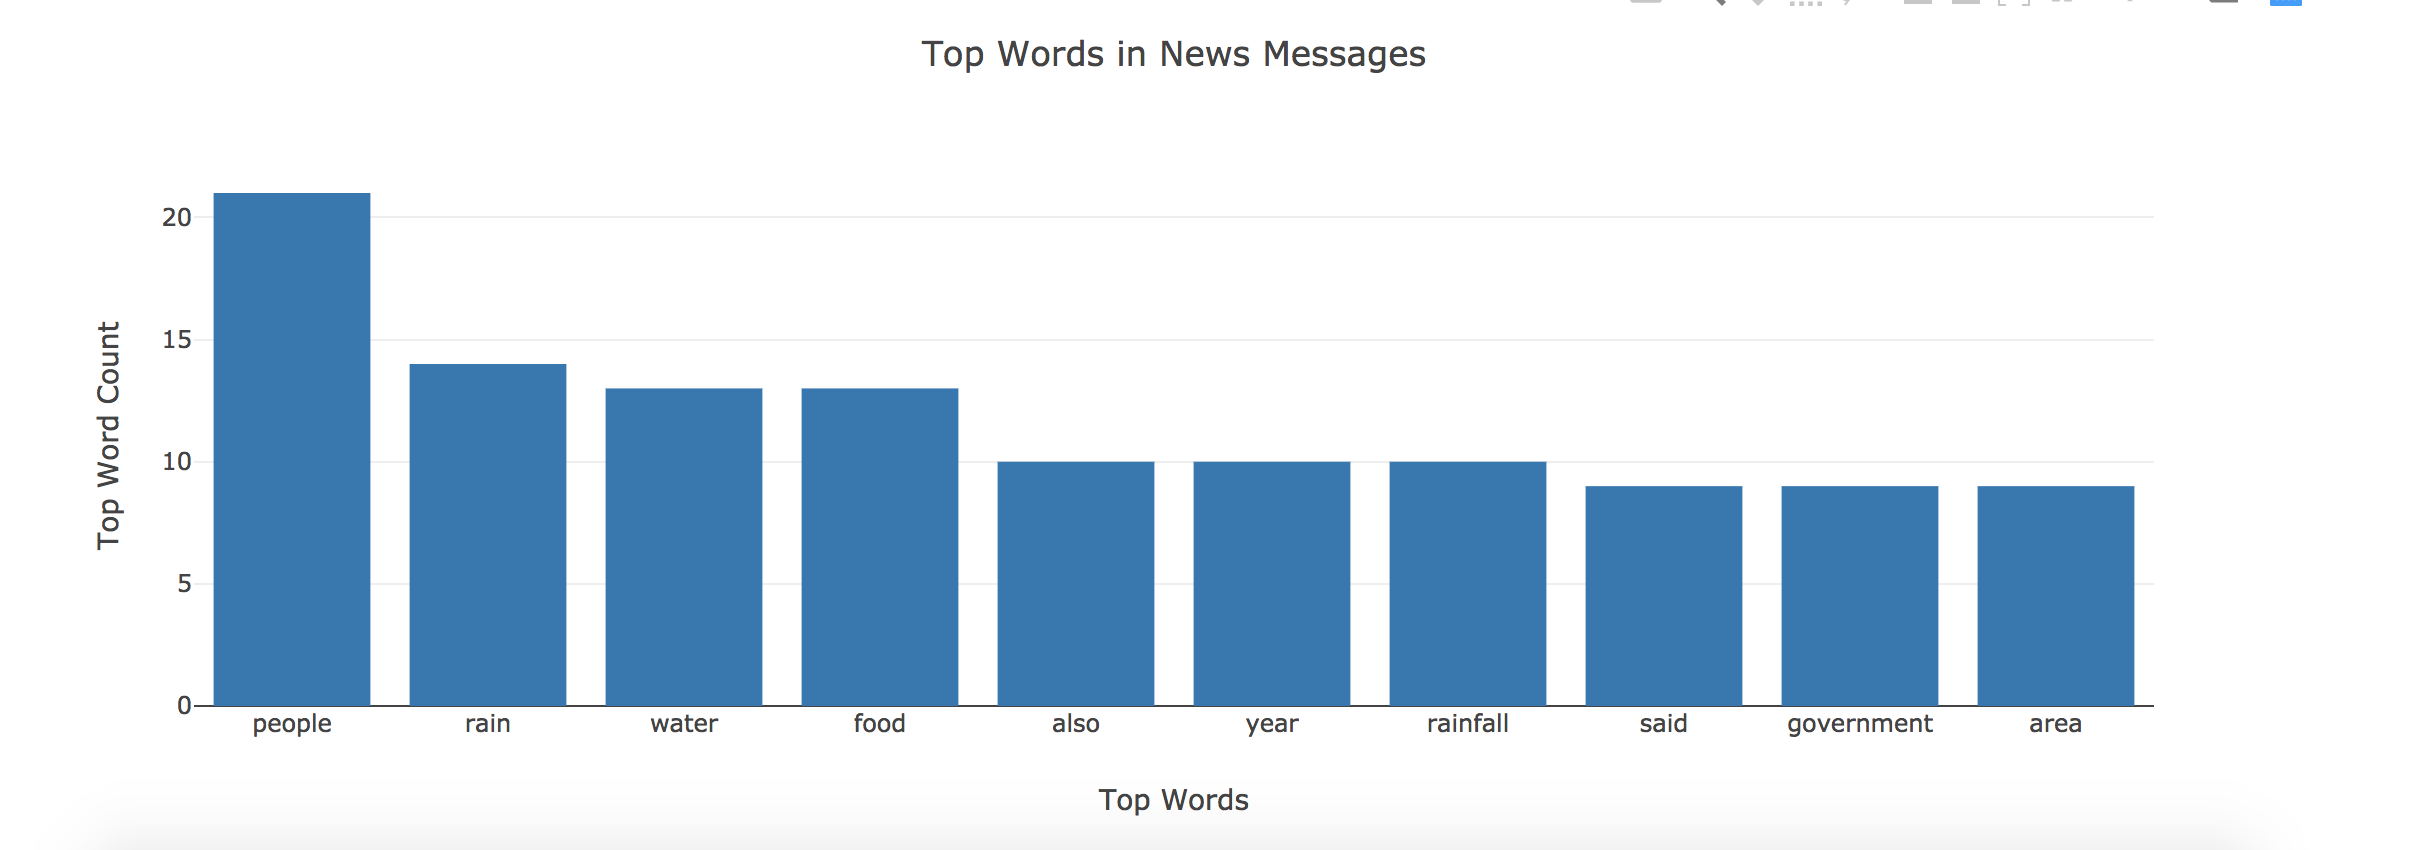 Top Words in News Messages
Top Word Count
20
15
10
5
0
people rain water food also year rainfall said government area
Top Words